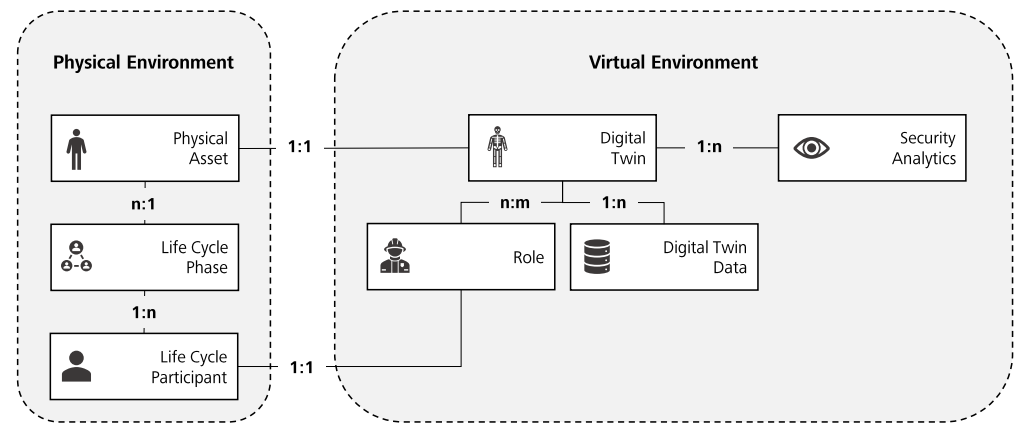 Physical Environment
Virtual Environment
Physical
Asset
1:1
Digital
Twin
1:n
Security
Analytics
n:1
n:m
1:n
Life Cycle
Phase
Role
Digital Twin
Data
1:n
Life Cycle
Participant
1:1